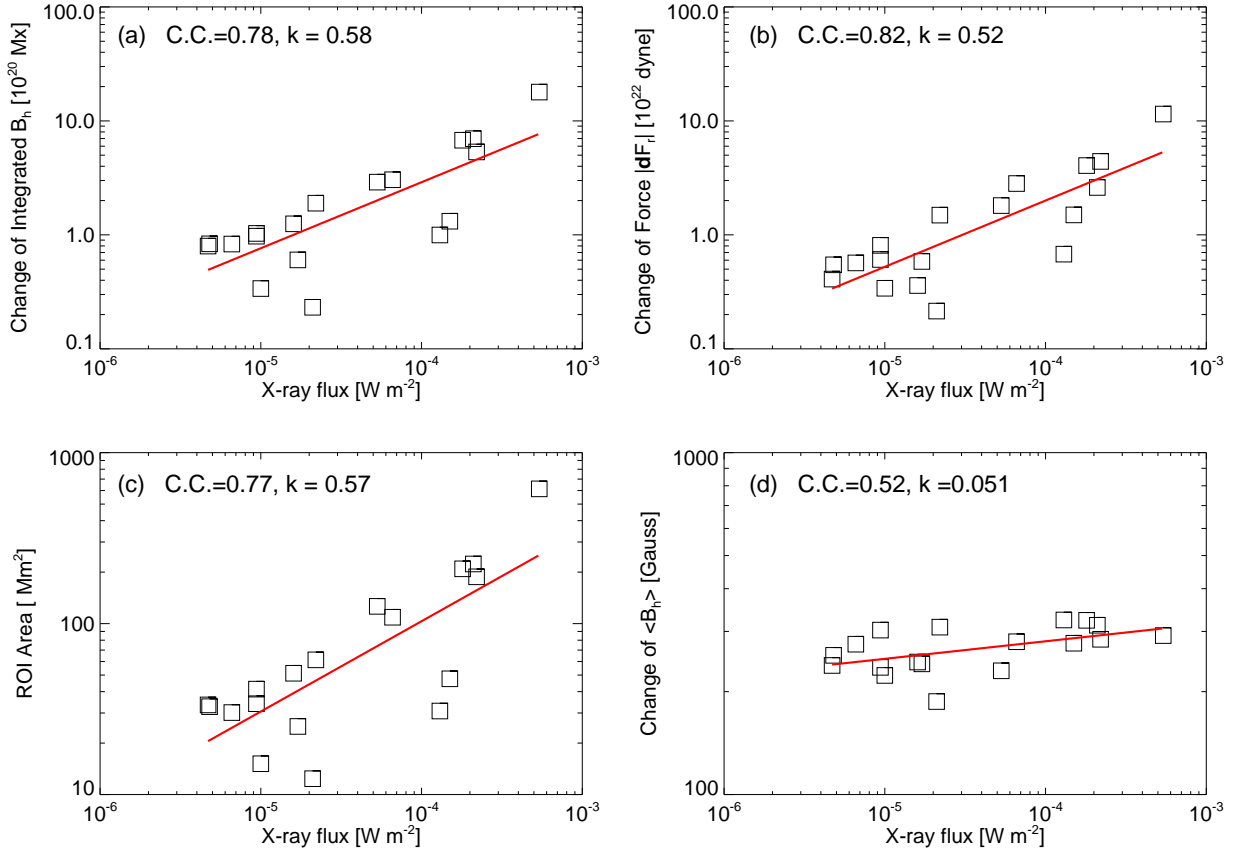 (a) C.C.=0.78, k = 0.58
Change of Integrated B_h [10^20 Mx]
100.0
10.0
1.0
0.1
10^-6 10^-5 10^-4 10^-3
X-ray flux [W m^-2]
(b) C.C.=0.82, k = 0.52
Change of Force |dF_r| [10^22 dyne]
100.0
10.0
1.0
0.1
10^-6 10^-5 10^-4 10^-3
X-ray flux [W m^-2]
(c) C.C.=0.77, k = 0.57
ROI Area [ Mm^2]
1000
100
10
10^-6 10^-5 10^-4 10^-3
X-ray flux [W m^-2]
(d) C.C.=0.52, k =0.051
Change of <B_h> [Gauss]
1000
100
10^-6 10^-5 10^-4 10^-3
X-ray flux [W m^-2]